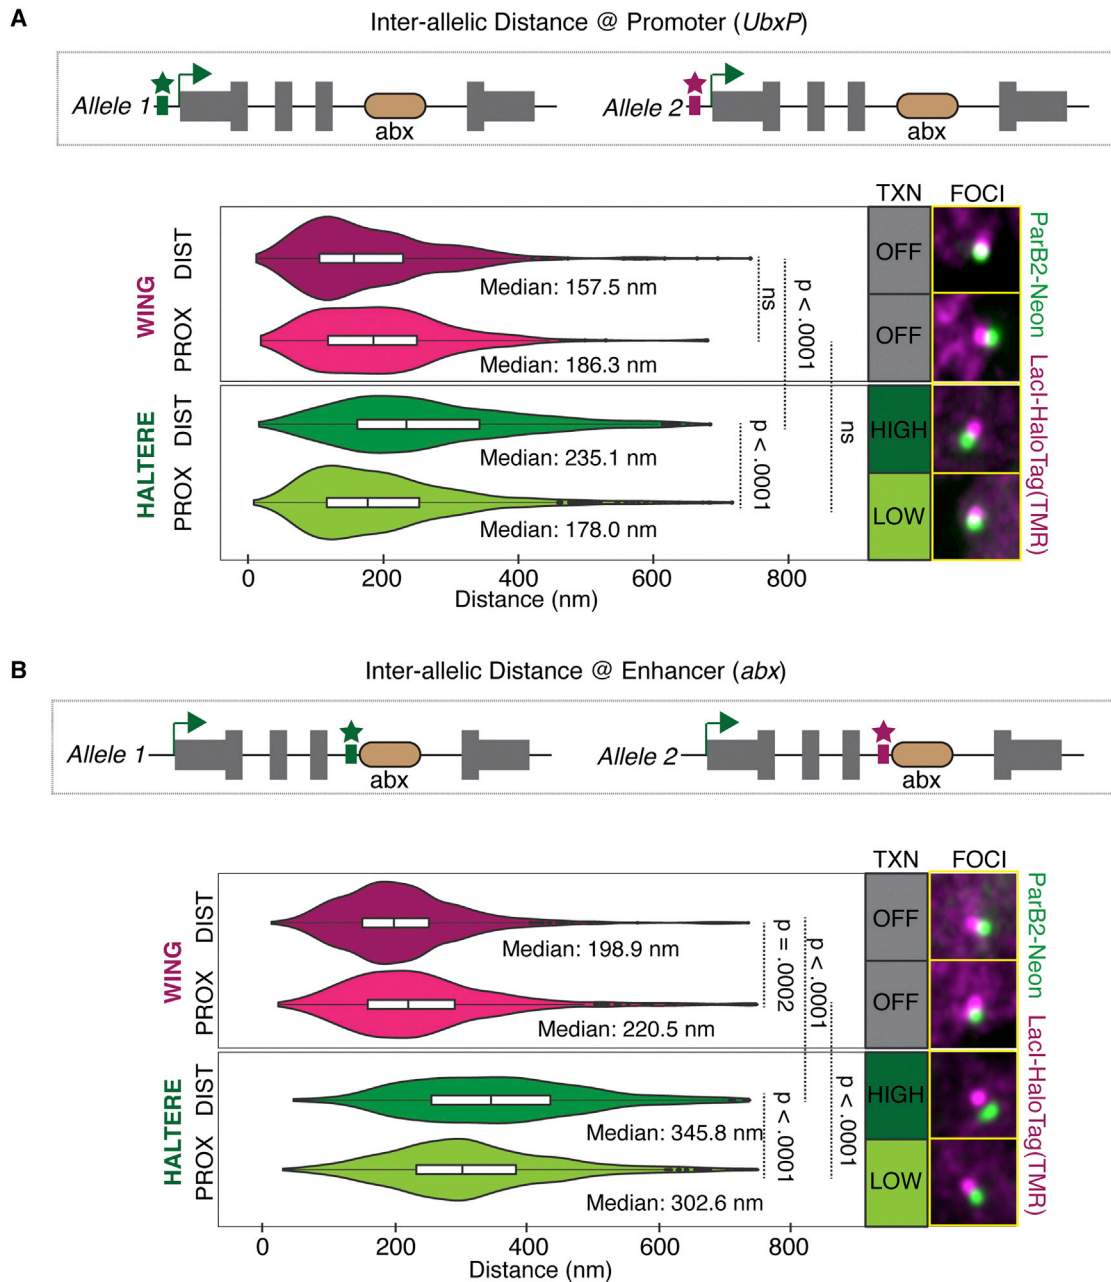 A
Inter-allelic Distance @ Promoter (UbxP)
Allele 1
abx
Allele 2
abx
TXN
FOCI
WING
DIST
Median: 157.5 nm
OFF
PROX
Median: 186.3 nm
OFF
HALTERE
DIST
Median: 235.1 nm
HIGH
PROX
Median: 178.0 nm
LOW
ns
p < .0001
p < .0001
ns
ParB2-Neon LacI-HaloTag(TMR)
0 200 400 600 800
Distance (nm)
B
Inter-allelic Distance @ Enhancer (abx)
Allele 1
abx
Allele 2
abx
TXN
FOCI
WING
DIST
Median: 198.9 nm
OFF
PROX
Median: 220.5 nm
OFF
HALTERE
DIST
Median: 345.8 nm
HIGH
PROX
Median: 302.6 nm
LOW
p = .0002
p < .0001
p < .0001
p < .0001
ParB2-Neon LacI-HaloTag(TMR)
0 200 400 600 800
Distance (nm)